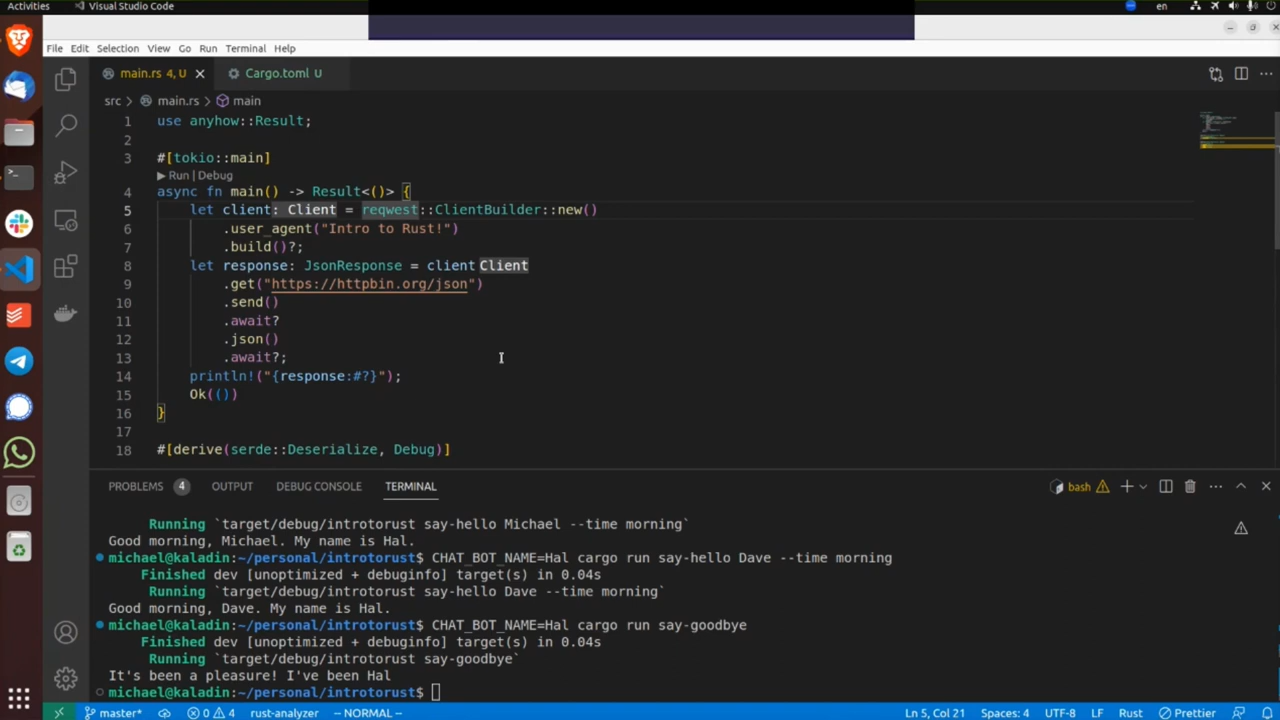 Activities
Visual Studio Code
en
File Edit Selection View Go Run Terminal Help
main.rs 4, U
Cargo.toml U
src > main.rs > main
1 use anyhow::Result;
2
3 #[tokio::main]
▶ Run | Debug
4 async fn main() -> Result<()> {
5 let client: Client = reqwest::ClientBuilder::new()
6 .user_agent("Intro to Rust!")
7 .build()?;
8 let response: JsonResponse = client Client
9 .get("https://httpbin.org/json")
10 .send()
11 .await?
12 .json()
13 .await?;
14 println!("{response:#?}");
15 Ok(())
16 }
17
18 #[derive(serde::Deserialize, Debug)]
PROBLEMS 4 OUTPUT DEBUG CONSOLE TERMINAL
bash
Running `target/debug/introtorust say-hello Michael --time morning`
Good morning, Michael. My name is Hal.
michael@kaladin:~/personal/introtorust$ CHAT_BOT_NAME=Hal cargo run say-hello Dave --time morning
Finished dev [unoptimized + debuginfo] target(s) in 0.04s
Running `target/debug/introtorust say-hello Dave --time morning`
Good morning, Dave. My name is Hal.
michael@kaladin:~/personal/introtorust$ CHAT_BOT_NAME=Hal cargo run say-goodbye
Finished dev [unoptimized + debuginfo] target(s) in 0.04s
Running `target/debug/introtorust say-goodbye`
It's been a pleasure! I've been Hal
michael@kaladin:~/personal/introtorust$
master* 0 4 rust-analyzer -- NORMAL -- Ln 5, Col 21 Spaces: 4 UTF-8 LF Rust Prettier